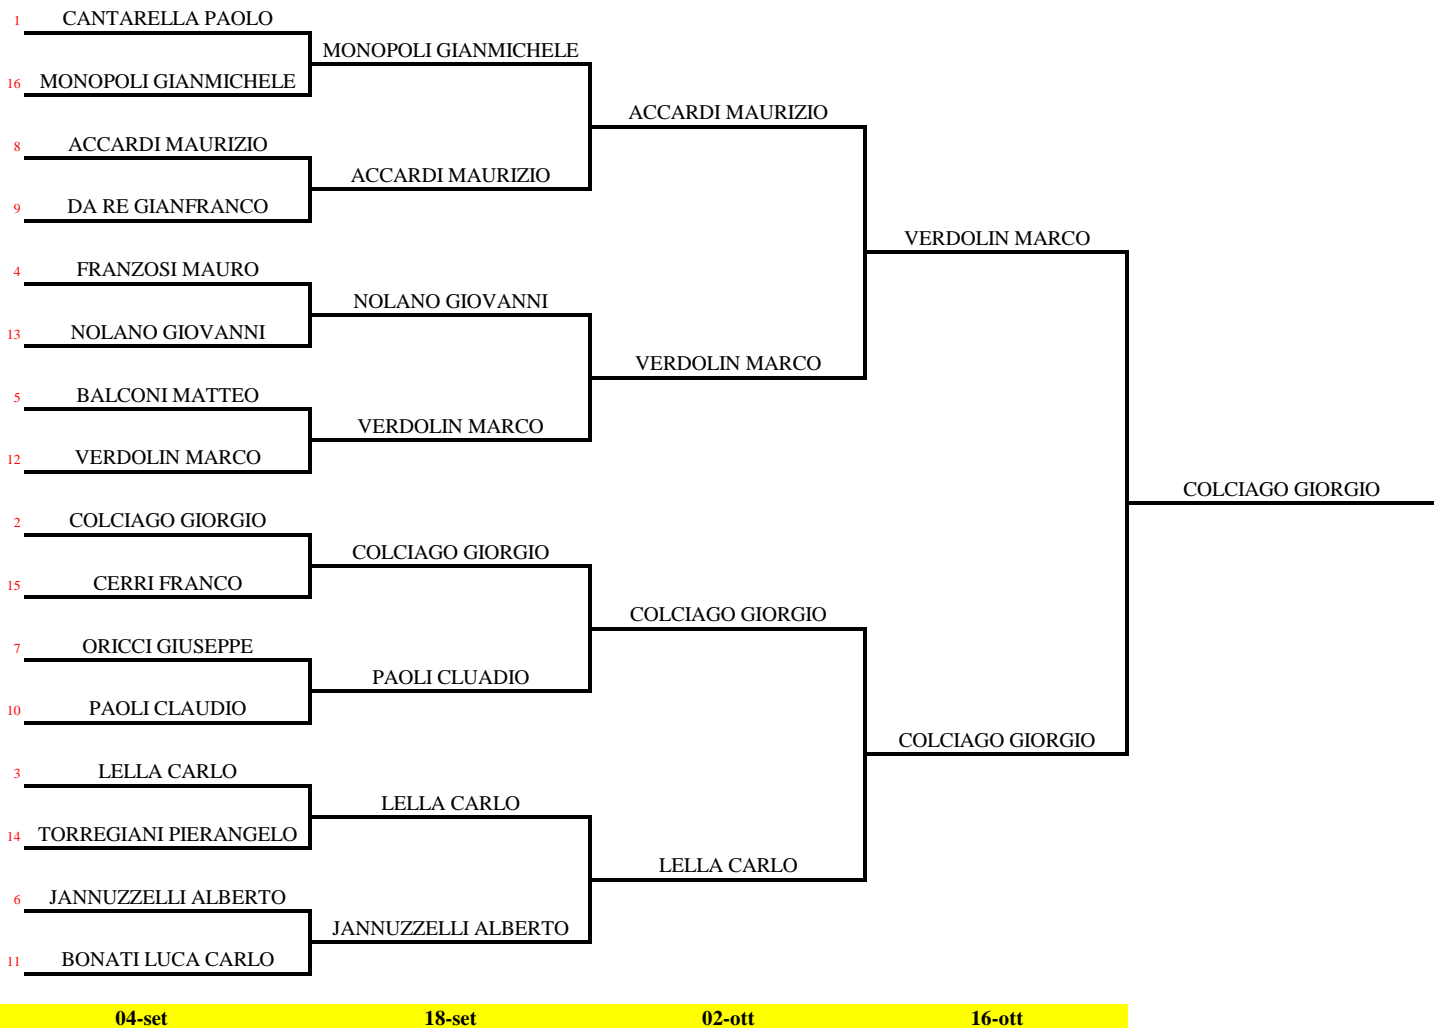 1 CANTARELLA PAOLO
MONOPOLI GIANMICHELE
16 MONOPOLI GIANMICHELE
ACCARDI MAURIZIO
8 ACCARDI MAURIZIO
ACCARDI MAURIZIO
9 DA RE GIANFRANCO
VERDOLIN MARCO
4 FRANZOSI MAURO
NOLANO GIOVANNI
13 NOLANO GIOVANNI
VERDOLIN MARCO
5 BALCONI MATTEO
VERDOLIN MARCO
12 VERDOLIN MARCO
COLCIAGO GIORGIO
2 COLCIAGO GIORGIO
COLCIAGO GIORGIO
15 CERRI FRANCO
COLCIAGO GIORGIO
7 ORICCI GIUSEPPE
PAOLI CLUADIO
10 PAOLI CLAUDIO
COLCIAGO GIORGIO
3 LELLA CARLO
LELLA CARLO
14 TORREGIANI PIERANGELO
LELLA CARLO
6 JANNUZZELLI ALBERTO
JANNUZZELLI ALBERTO
11 BONATI LUCA CARLO
04-set 18-set 02-ott 16-ott